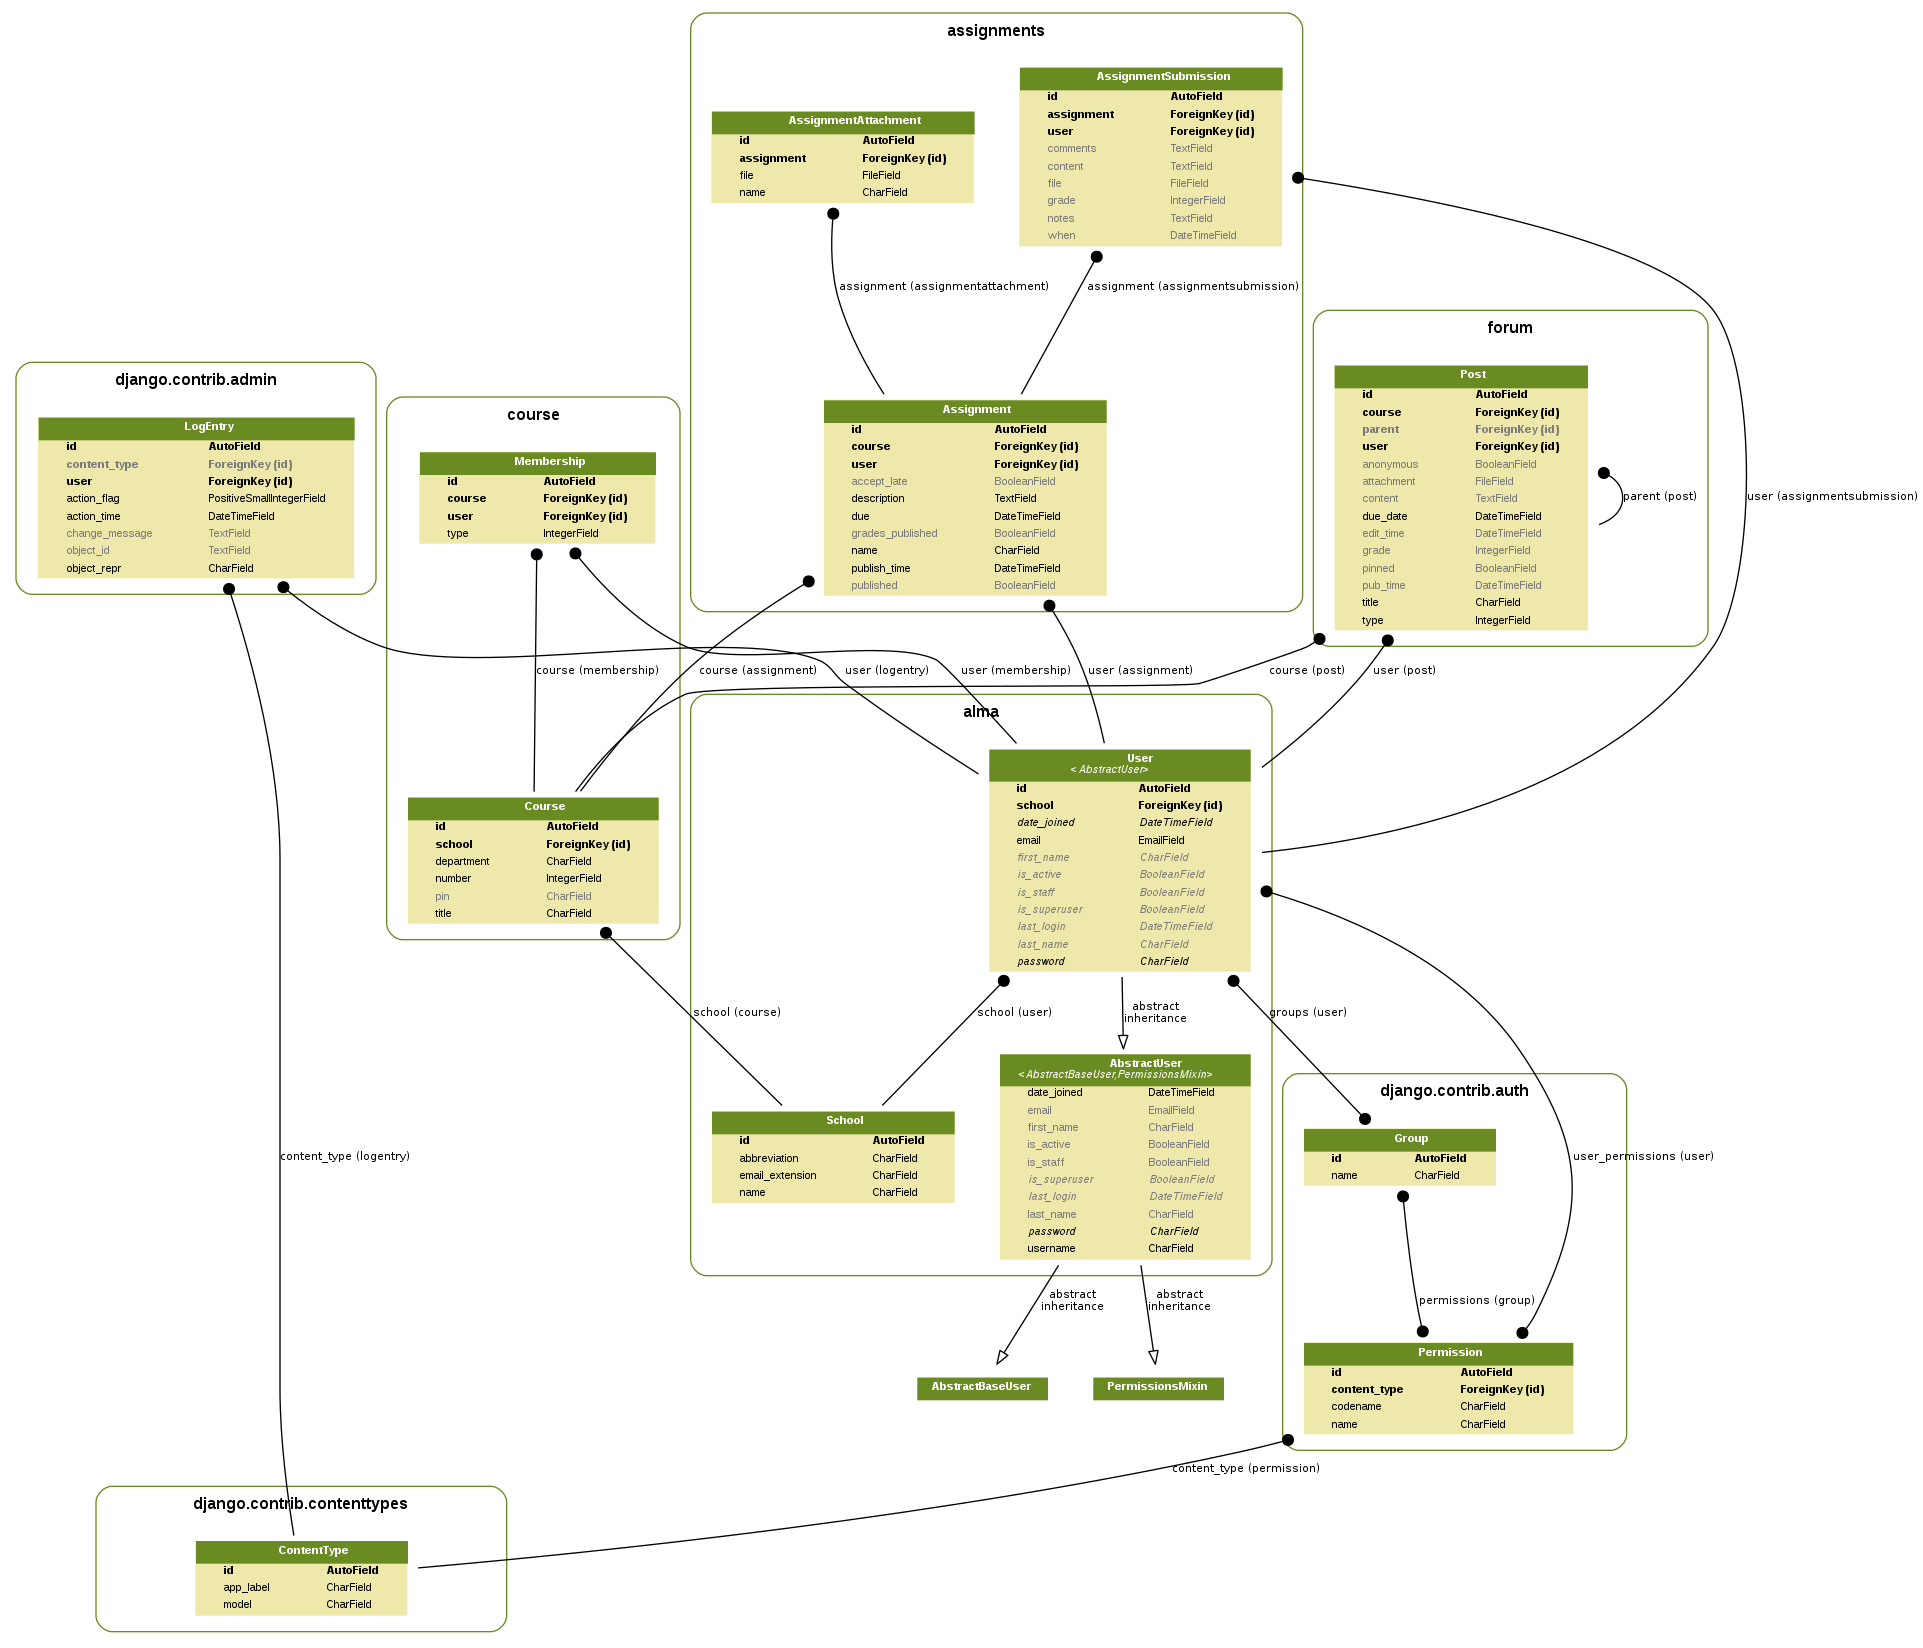 assignments
AssignmentSubmission
id AutoField
assignment ForeignKey (id)
user ForeignKey (id)
comments TextField
content TextField
file FileField
grade IntegerField
notes TextField
when DateTimeField
AssignmentAttachment
id AutoField
assignment ForeignKey (id)
file FileField
name CharField
assignment (assignmentattachment)
assignment (assignmentsubmission)
Assignment
id AutoField
course ForeignKey (id)
user ForeignKey (id)
accept_late BooleanField
description TextField
due DateTimeField
grades_published BooleanField
name CharField
publish_time DateTimeField
published BooleanField
forum
Post
id AutoField
course ForeignKey (id)
parent ForeignKey (id)
user ForeignKey (id)
anonymous BooleanField
attachment FileField
content TextField
due_date DateTimeField
edit_time DateTimeField
grade IntegerField
pinned BooleanField
pub_time DateTimeField
title CharField
type IntegerField
parent (post)
user (assignmentsubmission)
django.contrib.admin
LogEntry
id AutoField
content_type ForeignKey (id)
user ForeignKey (id)
action_flag PositiveSmallIntegerField
action_time DateTimeField
change_message TextField
object_id TextField
object_repr CharField
course
Membership
id AutoField
course ForeignKey (id)
user ForeignKey (id)
type IntegerField
course (membership)
course (assignment)
user (logentry)
user (membership)
user (assignment)
course (post)
user (post)
Course
id AutoField
school ForeignKey (id)
department CharField
number IntegerField
pin CharField
title CharField
alma
User
< AbstractUser>
id AutoField
school ForeignKey (id)
date_joined DateTimeField
email EmailField
first_name CharField
is_active BooleanField
is_staff BooleanField
is_superuser BooleanField
last_login DateTimeField
last_name CharField
password CharField
school (course)
school (user)
abstract
inheritance
groups (user)
School
id AutoField
abbreviation CharField
email_extension CharField
name CharField
AbstractUser
< AbstractBaseUser,PermissionsMixin>
date_joined DateTimeField
email EmailField
first_name CharField
is_active BooleanField
is_staff BooleanField
is_superuser BooleanField
last_login DateTimeField
last_name CharField
password CharField
username CharField
django.contrib.auth
Group
id AutoField
name CharField
content_type (logentry)
user_permissions (user)
abstract
inheritance
abstract
inheritance
permissions (group)
AbstractBaseUser
PermissionsMixin
Permission
id AutoField
content_type ForeignKey (id)
codename CharField
name CharField
content_type (permission)
django.contrib.contenttypes
ContentType
id AutoField
app_label CharField
model CharField